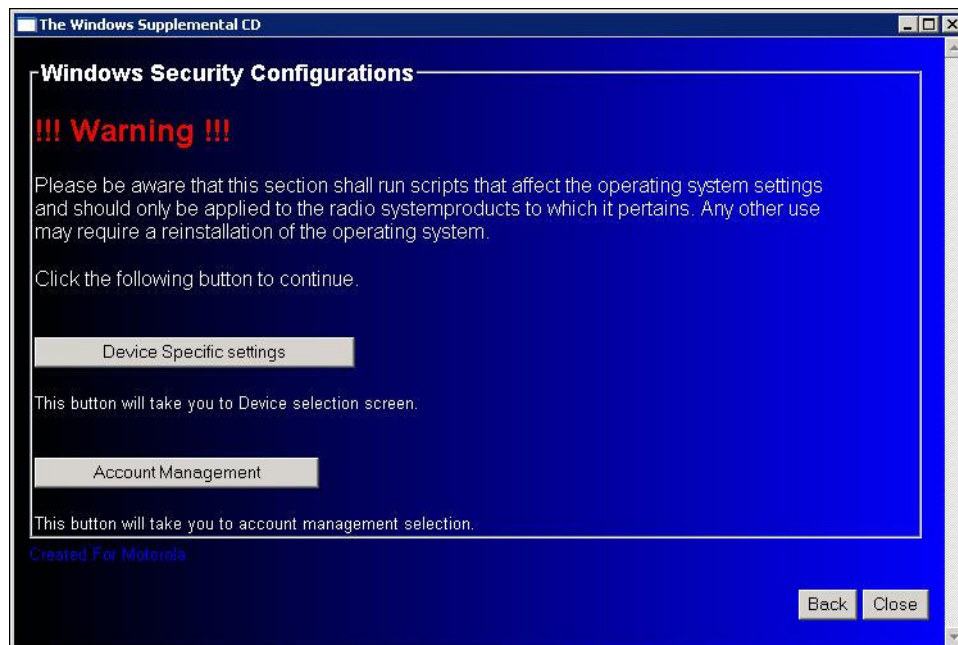 The Windows Supplemental CD
Windows Security Configurations
!!! Warning !!!
Please be aware that this section shall run scripts that affect the operating system settings
and should only be applied to the radio systemproducts to which it pertains. Any other use
may require a reinstallation of the operating system.
Click the following button to continue.
Device Specific settings
This button will take you to Device selection screen.
Account Management
This button will take you to account management selection.
Created For Motorola
Back
Close